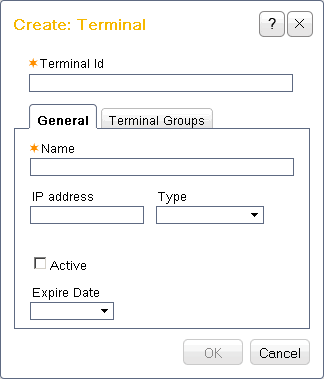 Create: Terminal
?
✶Terminal Id
General
Terminal Groups
✶Name
IP address
Type
Active
Expire Date
OK
Cancel